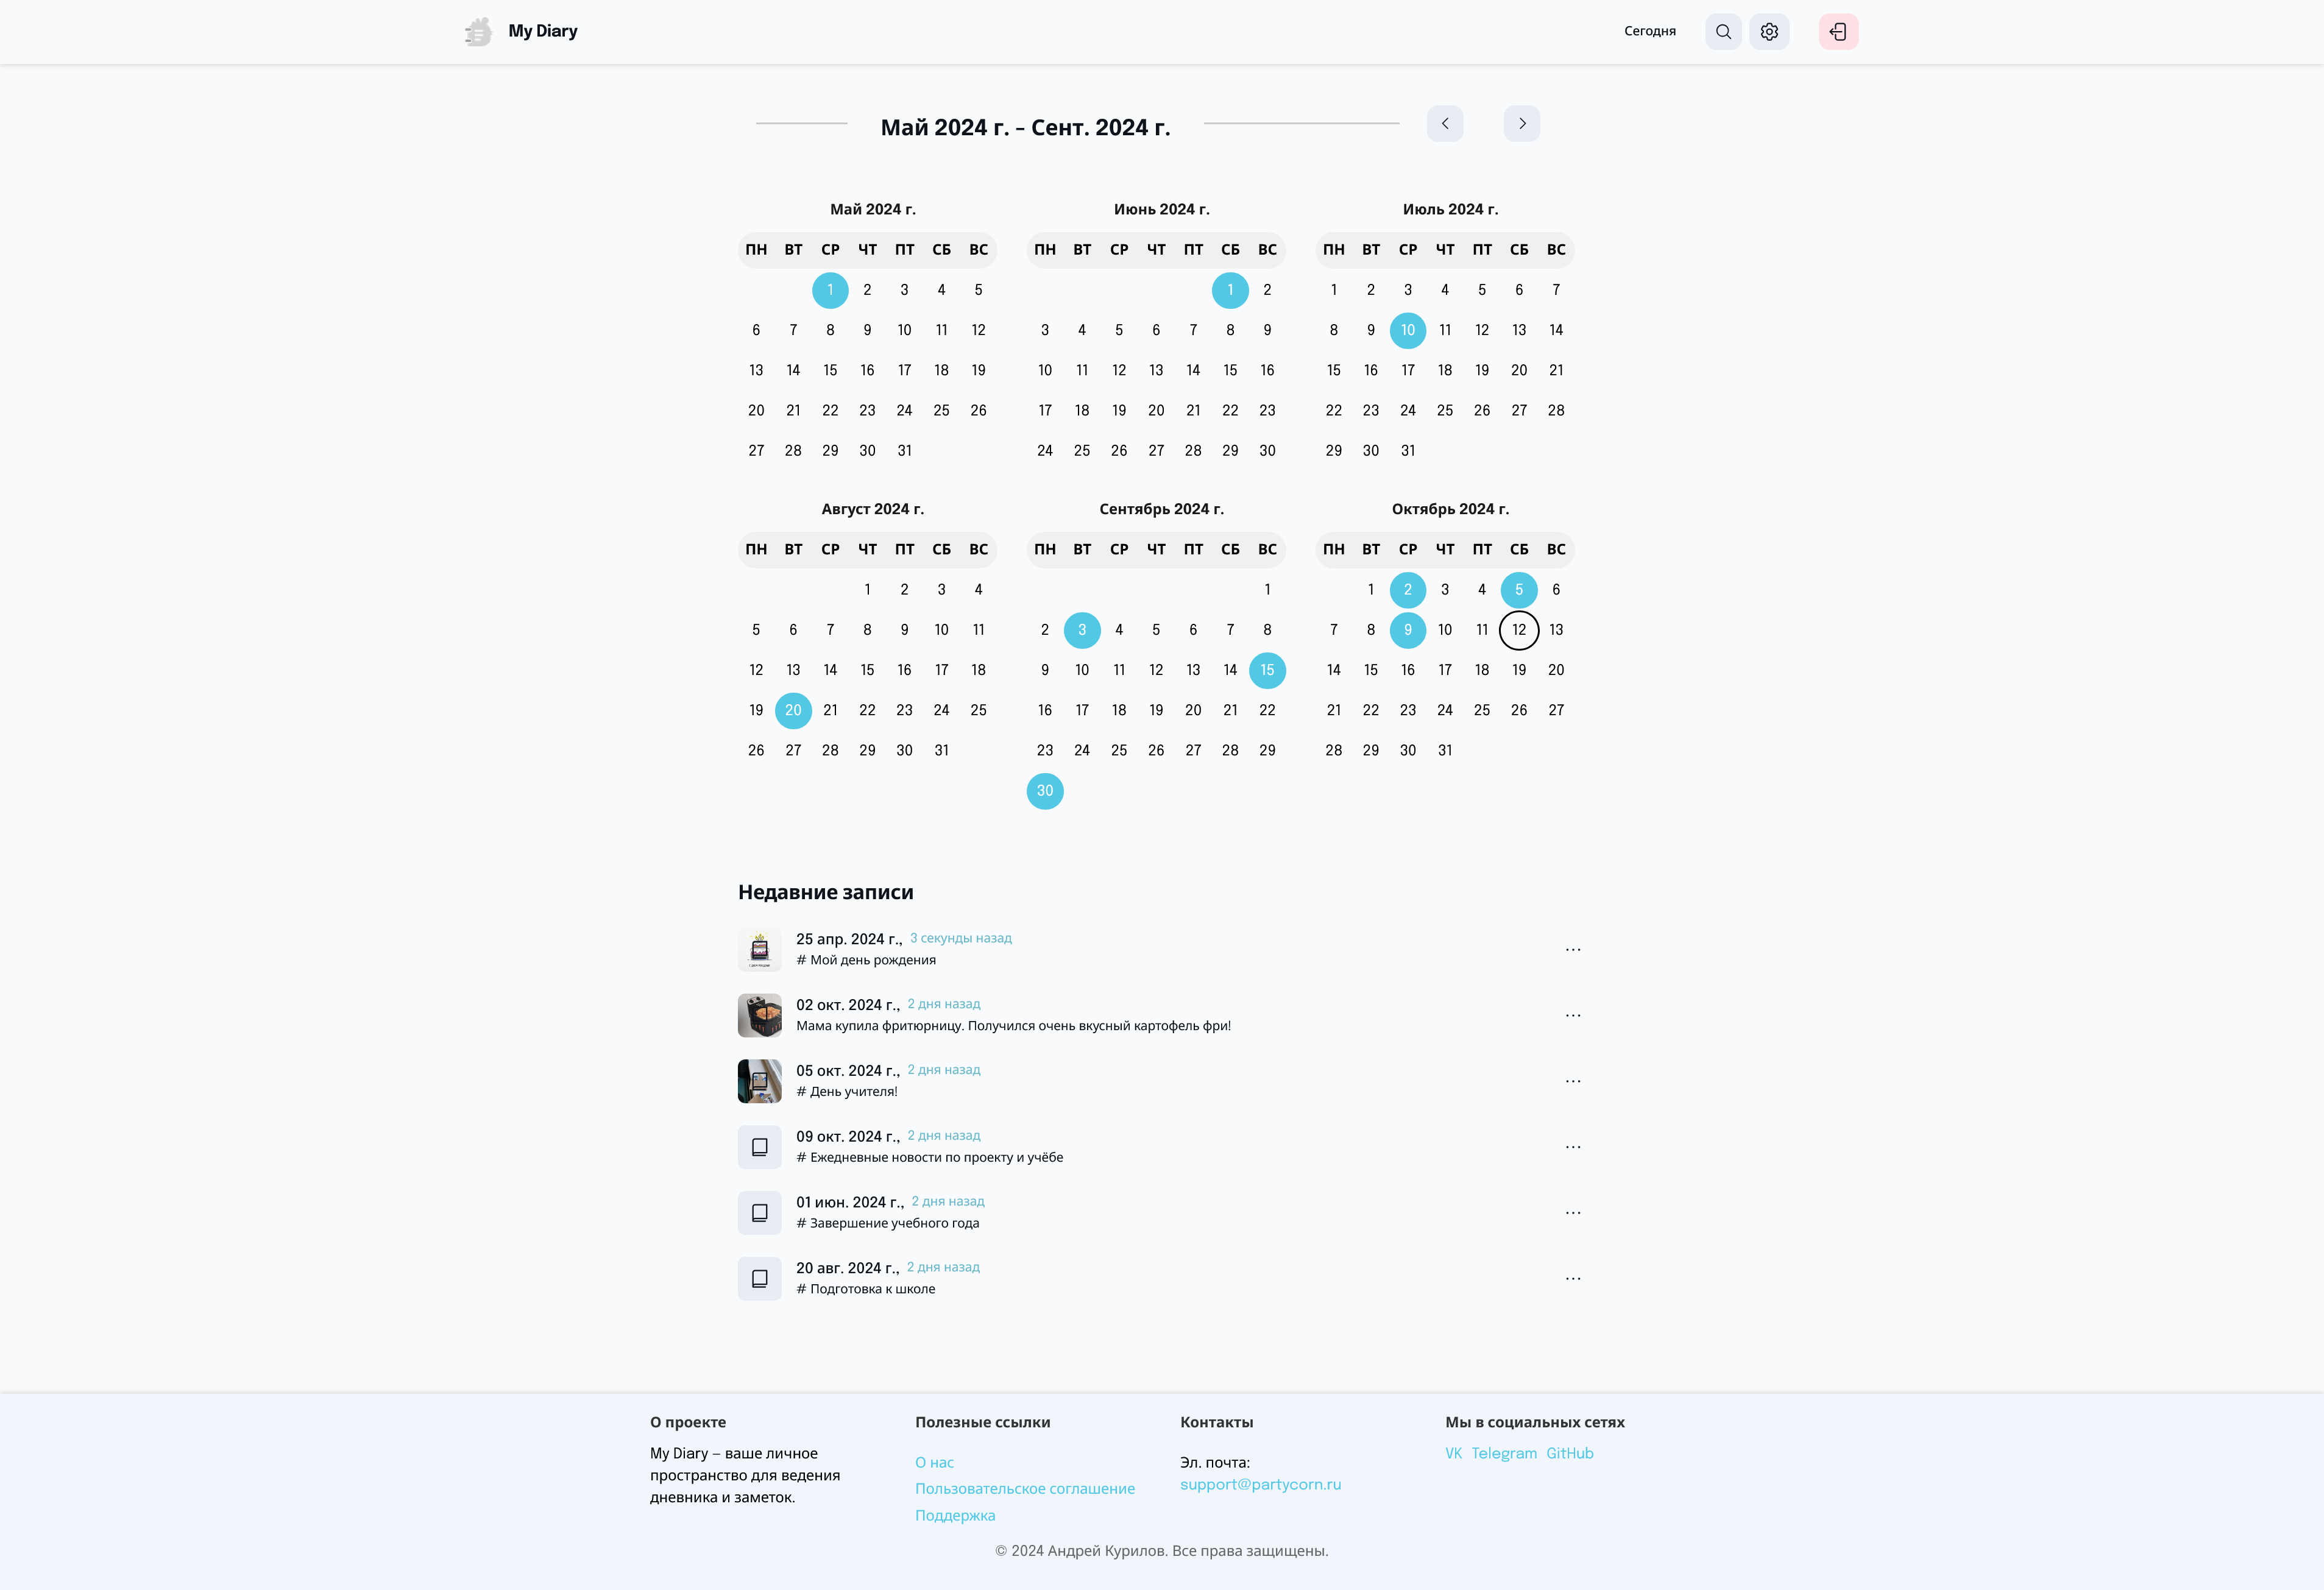 My Diary
Сегодня
Май 2024 г. – Сент. 2024 г.
Май 2024 г.
ПН ВТ СР ЧТ ПТ СБ ВС
1 2 3 4 5
6 7 8 9 10 11 12
13 14 15 16 17 18 19
20 21 22 23 24 25 26
27 28 29 30 31
Июнь 2024 г.
ПН ВТ СР ЧТ ПТ СБ ВС
1 2
3 4 5 6 7 8 9
10 11 12 13 14 15 16
17 18 19 20 21 22 23
24 25 26 27 28 29 30
Июль 2024 г.
ПН ВТ СР ЧТ ПТ СБ ВС
1 2 3 4 5 6 7
8 9 10 11 12 13 14
15 16 17 18 19 20 21
22 23 24 25 26 27 28
29 30 31
Август 2024 г.
ПН ВТ СР ЧТ ПТ СБ ВС
1 2 3 4
5 6 7 8 9 10 11
12 13 14 15 16 17 18
19 20 21 22 23 24 25
26 27 28 29 30 31
Сентябрь 2024 г.
ПН ВТ СР ЧТ ПТ СБ ВС
1
2 3 4 5 6 7 8
9 10 11 12 13 14 15
16 17 18 19 20 21 22
23 24 25 26 27 28 29
30
Октябрь 2024 г.
ПН ВТ СР ЧТ ПТ СБ ВС
1 2 3 4 5 6
7 8 9 10 11 12 13
14 15 16 17 18 19 20
21 22 23 24 25 26 27
28 29 30 31
Недавние записи
25 апр. 2024 г., 3 секунды назад
# Мой день рождения
02 окт. 2024 г., 2 дня назад
Мама купила фритюрницу. Получился очень вкусный картофель фри!
05 окт. 2024 г., 2 дня назад
# День учителя!
09 окт. 2024 г., 2 дня назад
# Ежедневные новости по проекту и учёбе
01 июн. 2024 г., 2 дня назад
# Завершение учебного года
20 авг. 2024 г., 2 дня назад
# Подготовка к школе
О проекте
My Diary – ваше личное
пространство для ведения
дневника и заметок.
Полезные ссылки
О нас
Пользовательское соглашение
Поддержка
Контакты
Эл. почта:
support@partycorn.ru
Мы в социальных сетях
VK Telegram GitHub
© 2024 Андрей Курилов. Все права защищены.